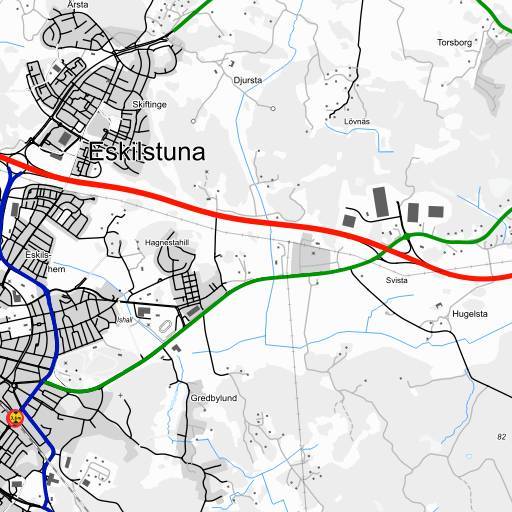 Årsta
Torsborg
Djursta
Skiftinge
Lövnäs
Eskilstuna
Hagnestahill
Eskils-
hem
Svista
Hugelsta
Ishall
Gredbylund
82